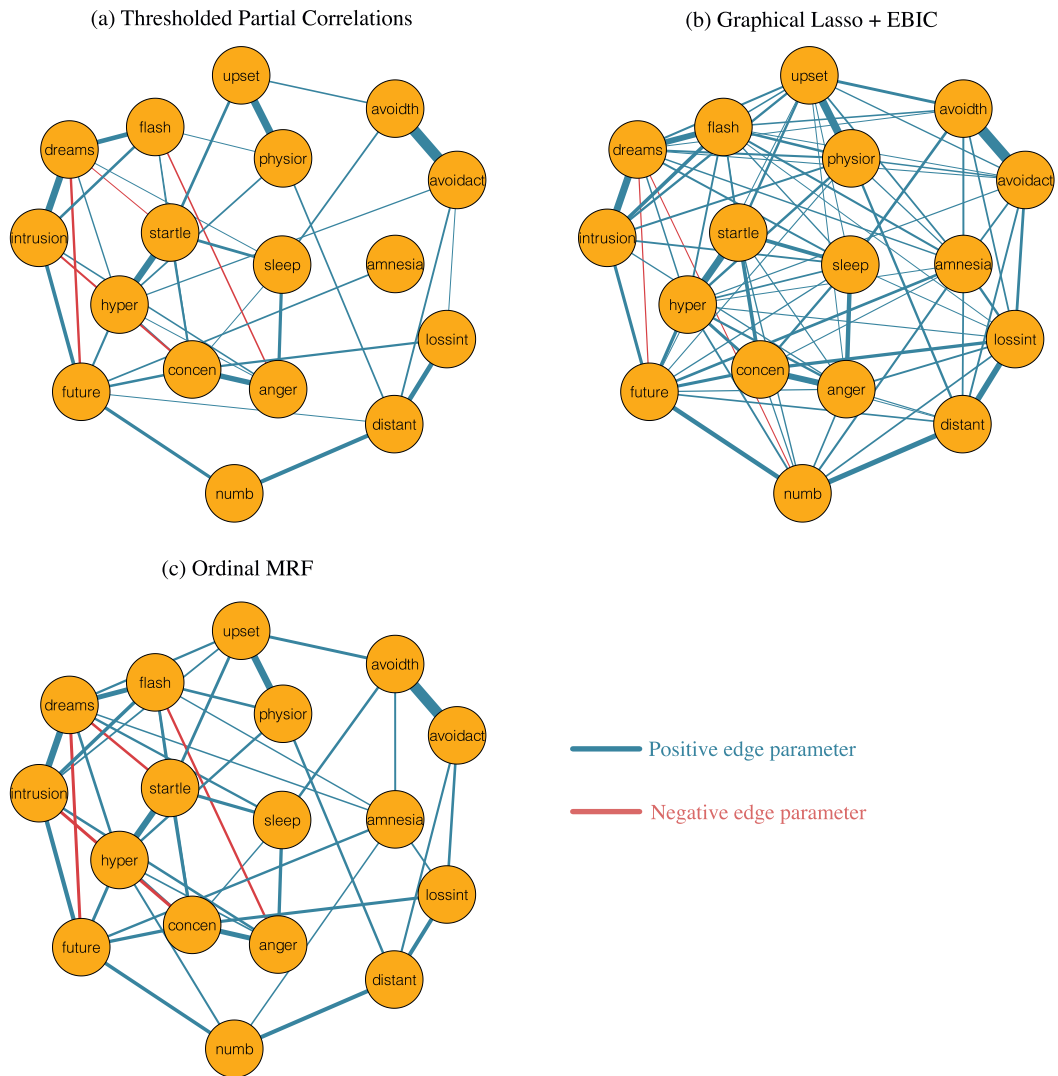 (a) Thresholded Partial Correlations
upset
avoidth
flash
dreams
physior
avoidact
startle
intrusion
sleep
amnesia
hyper
lossint
concen
future
anger
distant
numb
(b) Graphical Lasso + EBIC
upset
avoidth
flash
dreams
physior
avoidact
startle
intrusion
sleep
amnesia
hyper
lossint
concen
future
anger
distant
numb
(c) Ordinal MRF
upset
avoidth
flash
dreams
physior
avoidact
startle
intrusion
sleep
amnesia
hyper
lossint
concen
future
anger
distant
numb
Positive edge parameter
Negative edge parameter